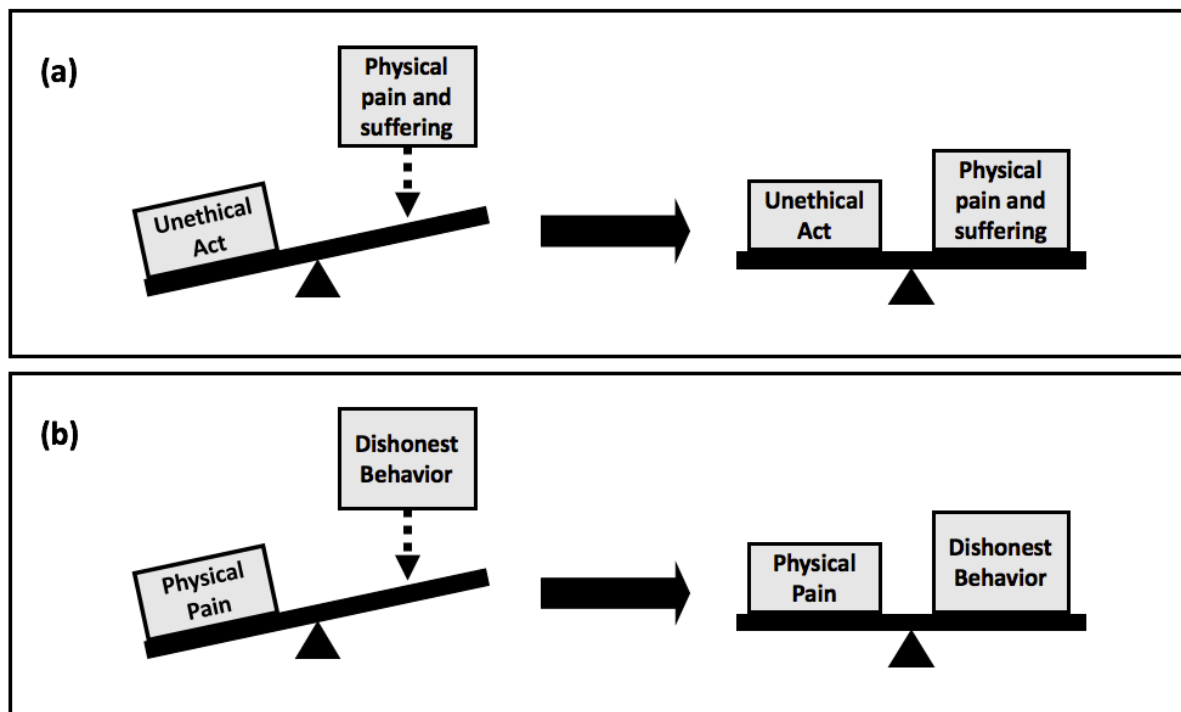 (a)
Physical
pain and
suffering
Unethical
Act
Unethical
Act
Physical
pain and
suffering
(b)
Dishonest
Behavior
Physical
Pain
Physical
Pain
Dishonest
Behavior